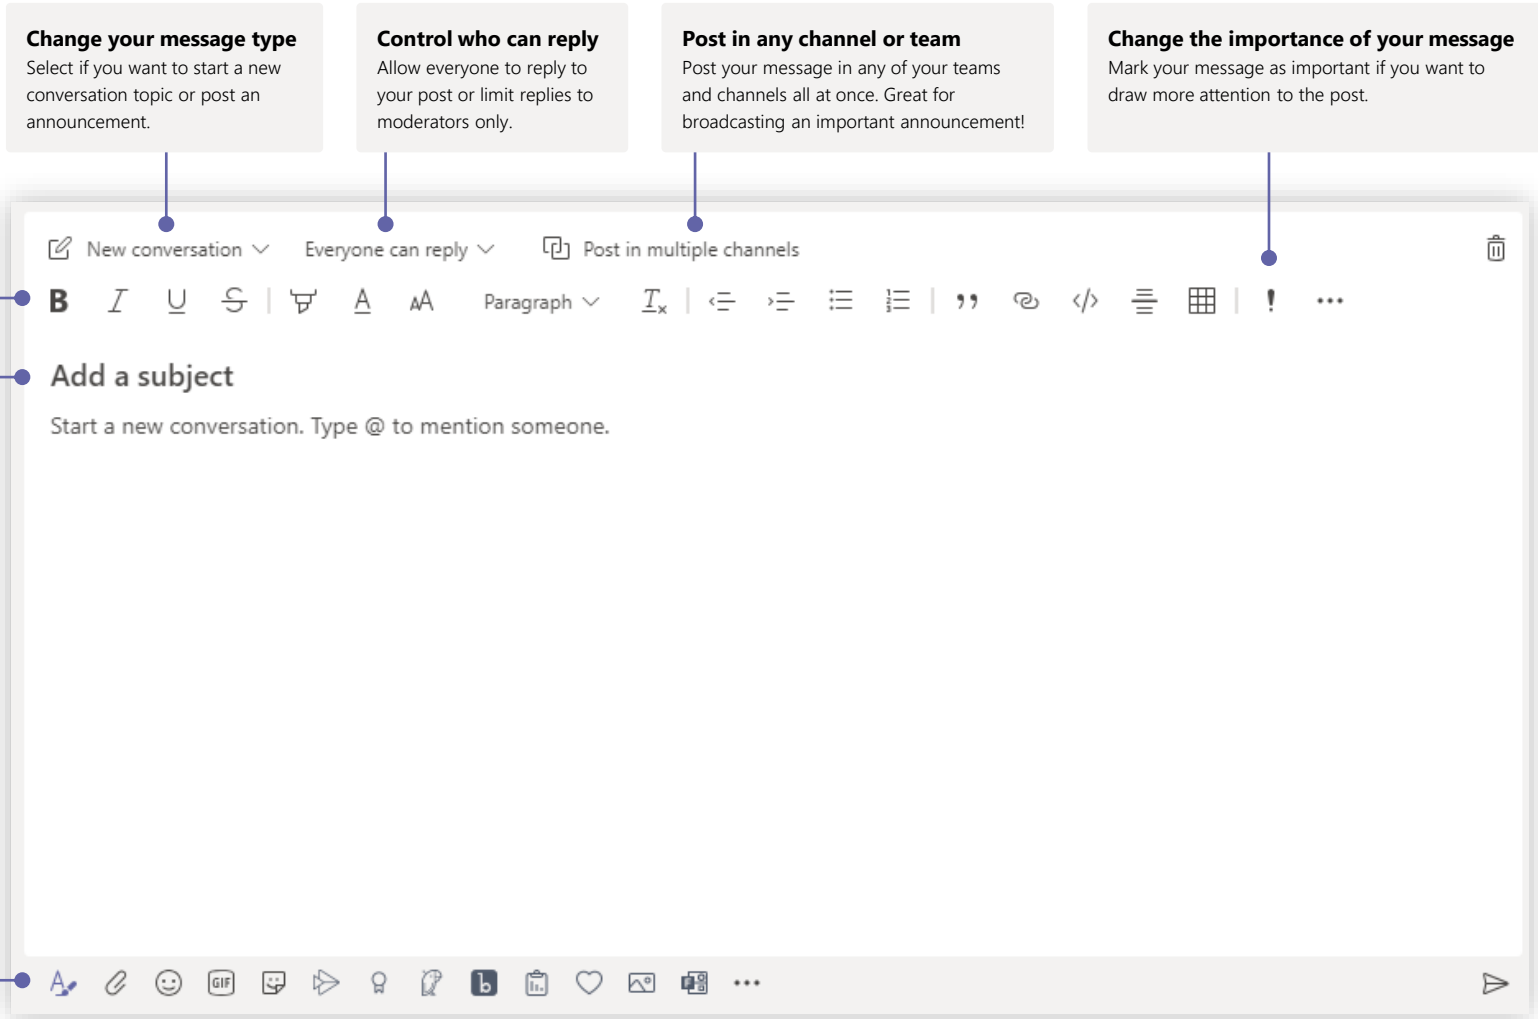 Change your message type
Select if you want to start a new
conversation topic or post an
announcement.
Control who can reply
Allow everyone to reply to
your post or limit replies to
moderators only.
Post in any channel or team
Post your message in any of your teams
and channels all at once. Great for
broadcasting an important announcement!
Change the importance of your message
Mark your message as important if you want to
draw more attention to the post.
New conversation
Everyone can reply
Post in multiple channels
B I U S A AA Paragraph Tx </> !
Add a subject
Start a new conversation. Type @ to mention someone.
A GIF b